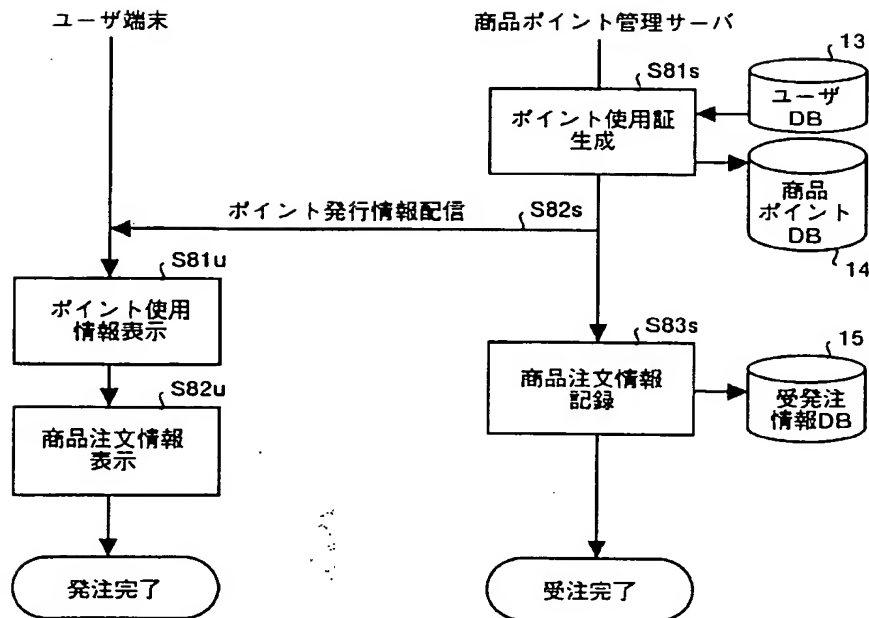 ユーザ端末
商品ポイント管理サーバ
13
S81s
ユーザ
DB
ポイント使用証
生成
商品
ポイント
DB
14
ポイント発行情報配信
S82s
S81u
ポイント使用
情報表示
S83s
商品注文情報
記録
15
受発注
情報DB
S82u
商品注文情報
表示
発注完了
受注完了